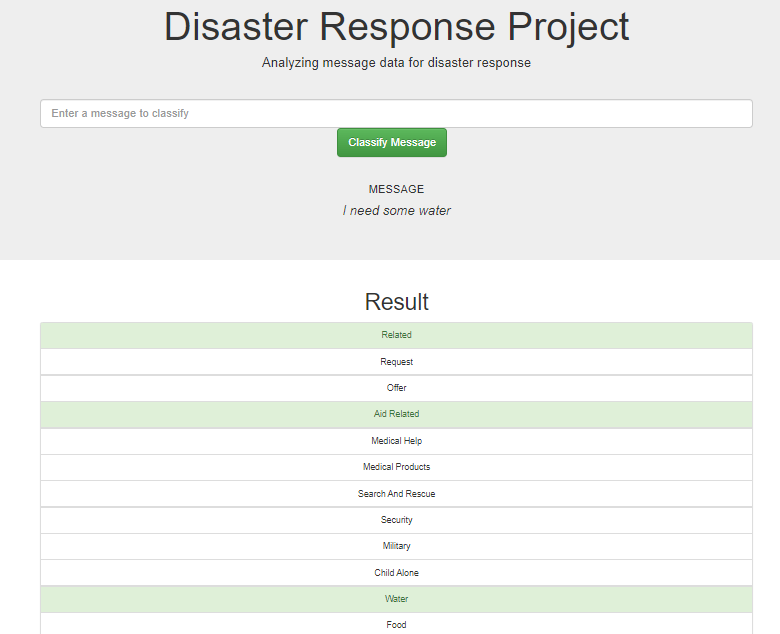 Disaster Response Project
Analyzing message data for disaster response
Enter a message to classify
Classify Message
MESSAGE
I need some water
Result
Related
Request
Offer
Aid Related
Medical Help
Medical Products
Search And Rescue
Security
Military
Child Alone
Water
Food